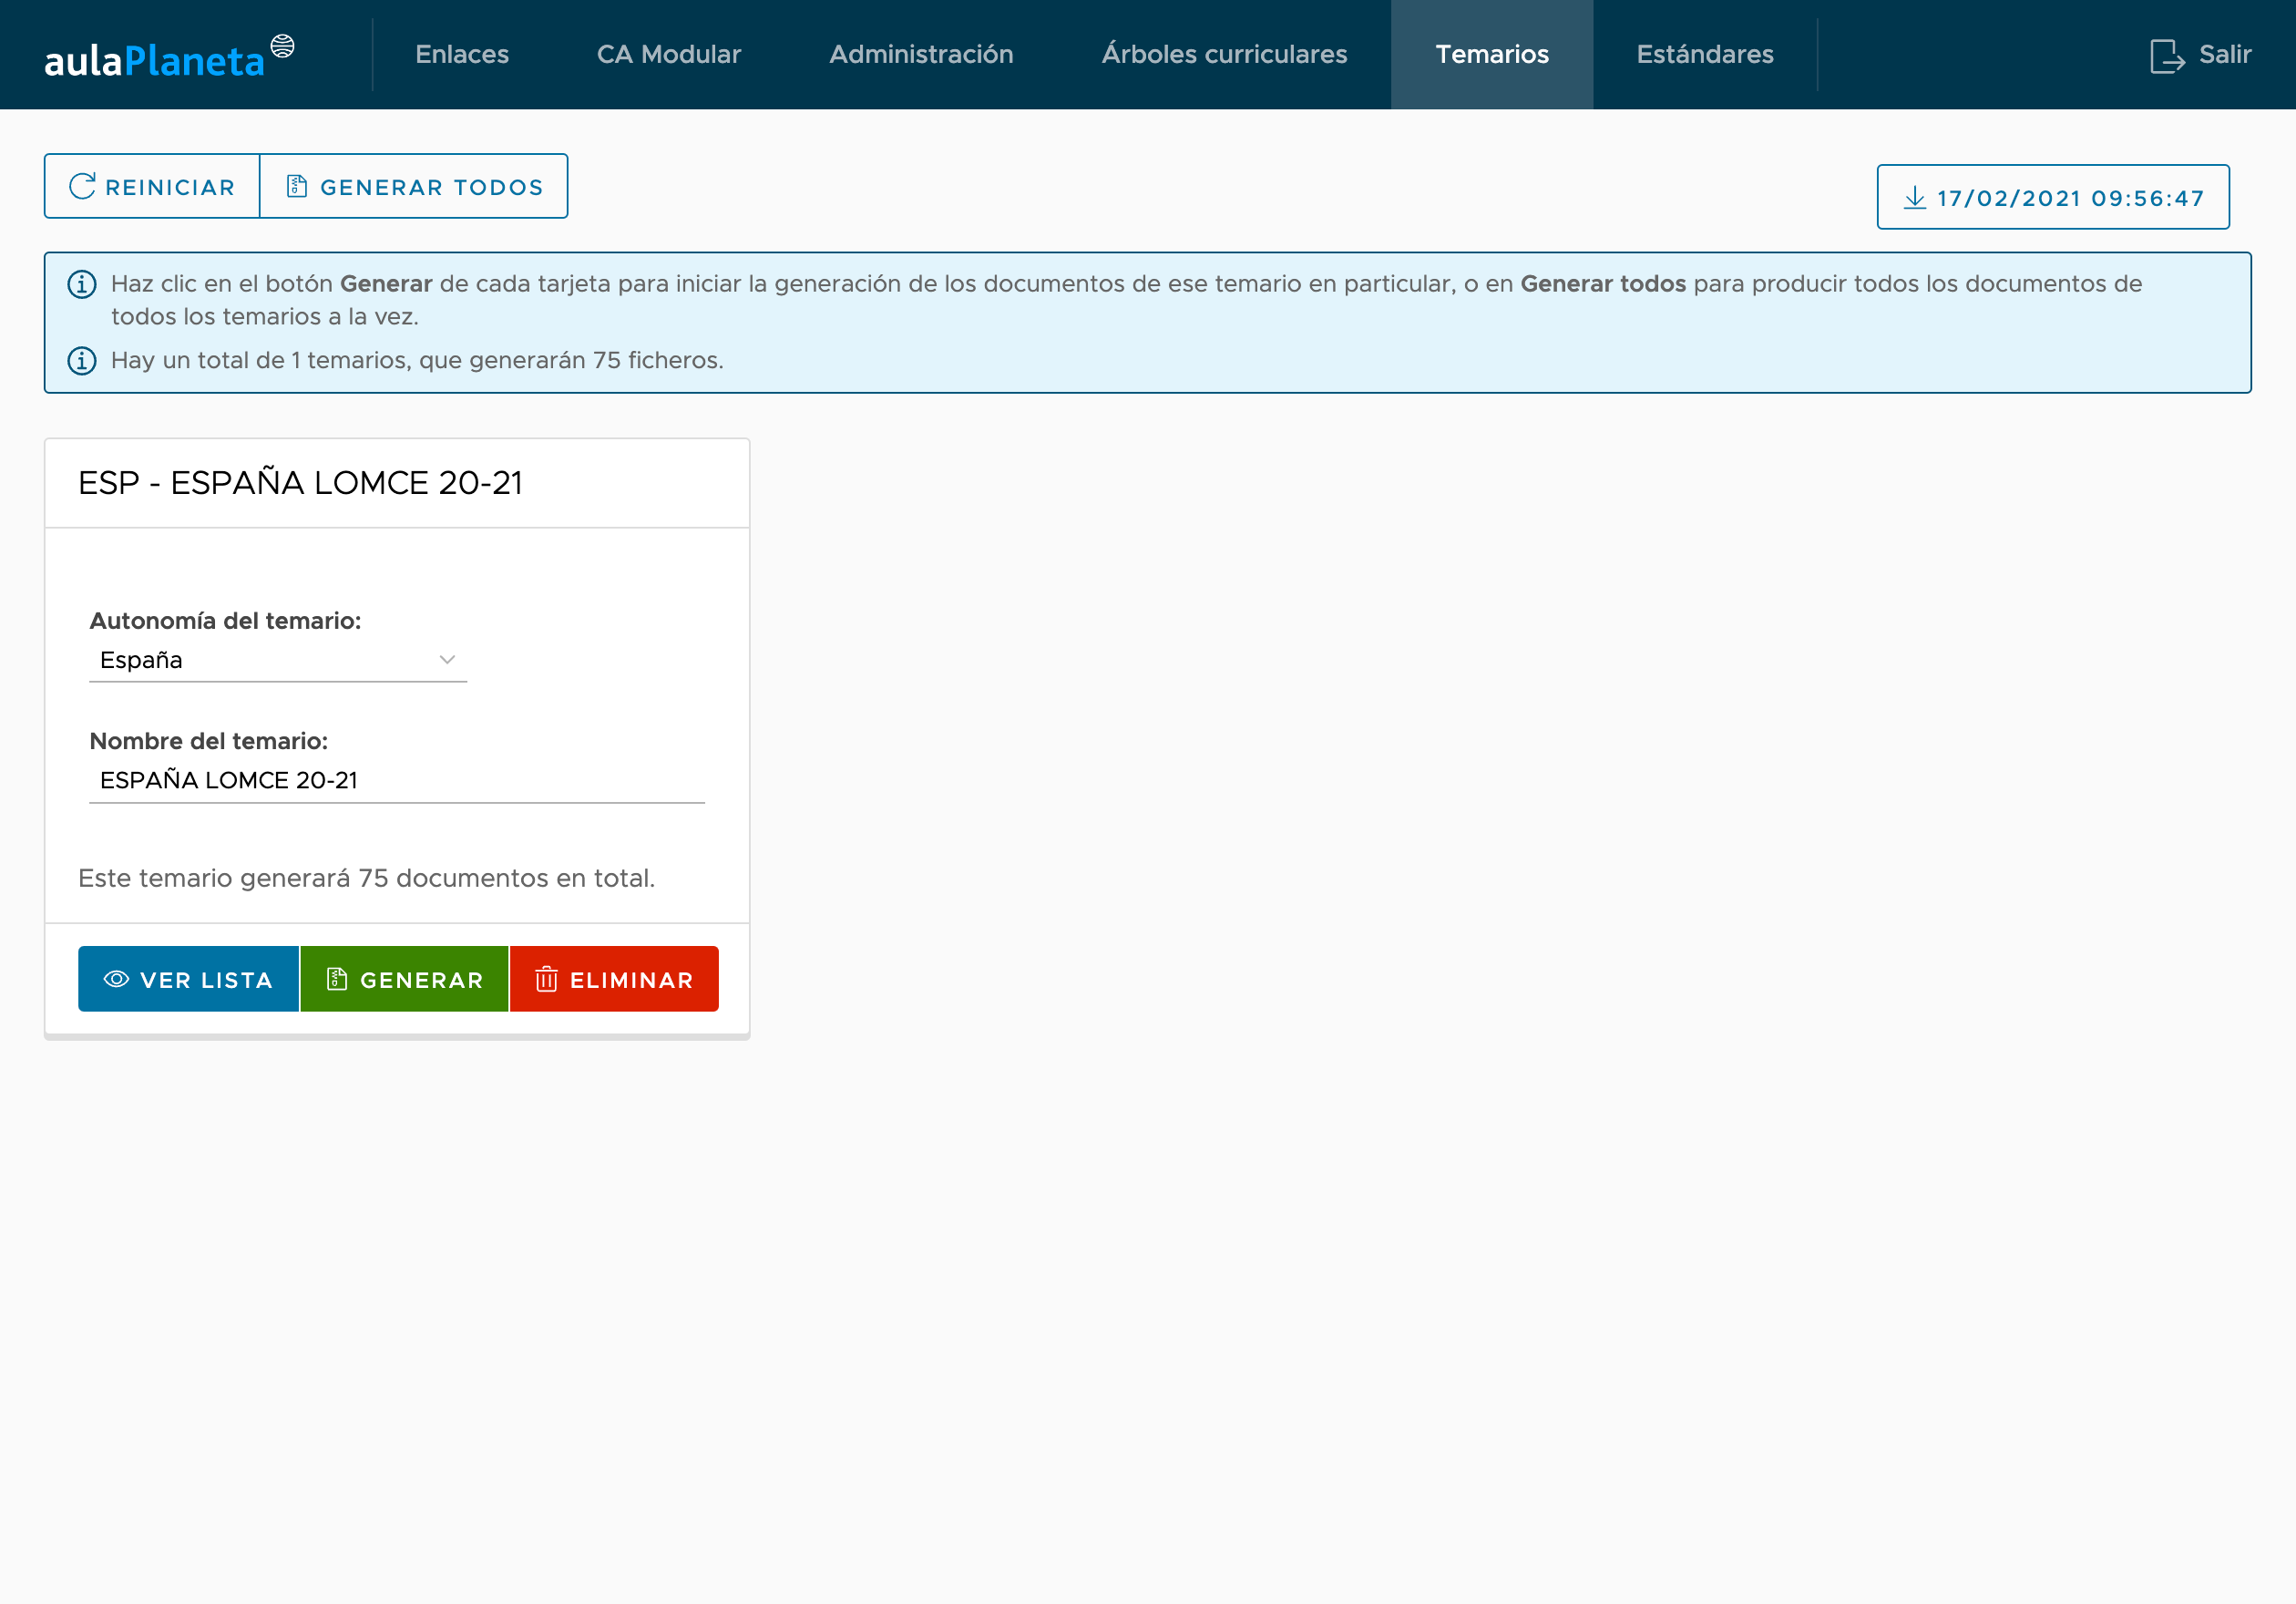 aulaPlaneta
Enlaces
CA Modular
Administración
Árboles curriculares
Temarios
Estándares
Salir
REINICIAR
GENERAR TODOS
17/02/2021 09:56:47
Haz clic en el botón Generar de cada tarjeta para iniciar la generación de los documentos de ese temario en particular, o en Generar todos para producir todos los documentos de
todos los temarios a la vez.
Hay un total de 1 temarios, que generarán 75 ficheros.
ESP - ESPAÑA LOMCE 20-21
Autonomía del temario:
España
Nombre del temario:
ESPAÑA LOMCE 20-21
Este temario generará 75 documentos en total.
VER LISTA
GENERAR
ELIMINAR